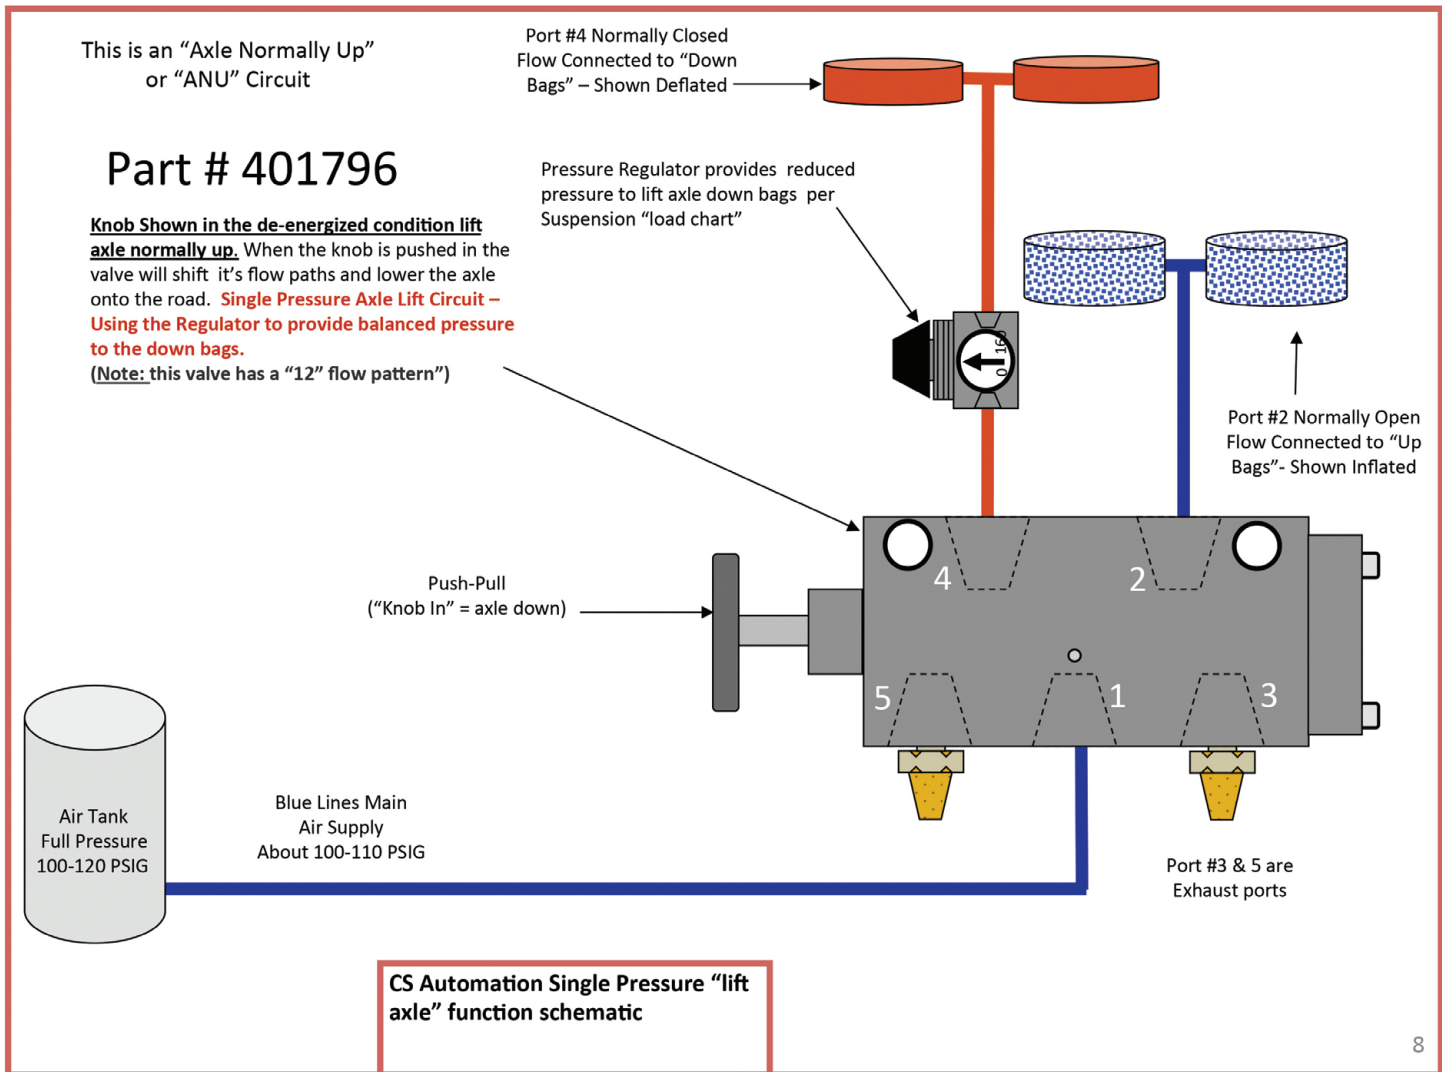 This is an “Axle Normally Up”
or “ANU” Circuit
Part # 401796
Knob Shown in the de-energized condition lift
axle normally up. When the knob is pushed in the
valve will shift  it’s flow paths and lower the axle
onto the road.  Single Pressure Axle Lift Circuit –
Using the Regulator to provide balanced pressure
to the down bags.
(Note: this valve has a “12” flow pattern”)
Port #4 Normally Closed
Flow Connected to “Down
Bags” – Shown Deflated
Pressure Regulator provides  reduced
pressure to lift axle down bags  per
Suspension “load chart”
0
160
Port #2 Normally Open
Flow Connected to “Up
Bags”- Shown Inflated
Push-Pull
(“Knob In” = axle down)
4
2
5
1
3
Air Tank
Full Pressure
100-120 PSIG
Blue Lines Main
Air Supply
About 100-110 PSIG
Port #3 & 5 are
Exhaust ports
CS Automation Single Pressure “lift
axle” function schematic
8